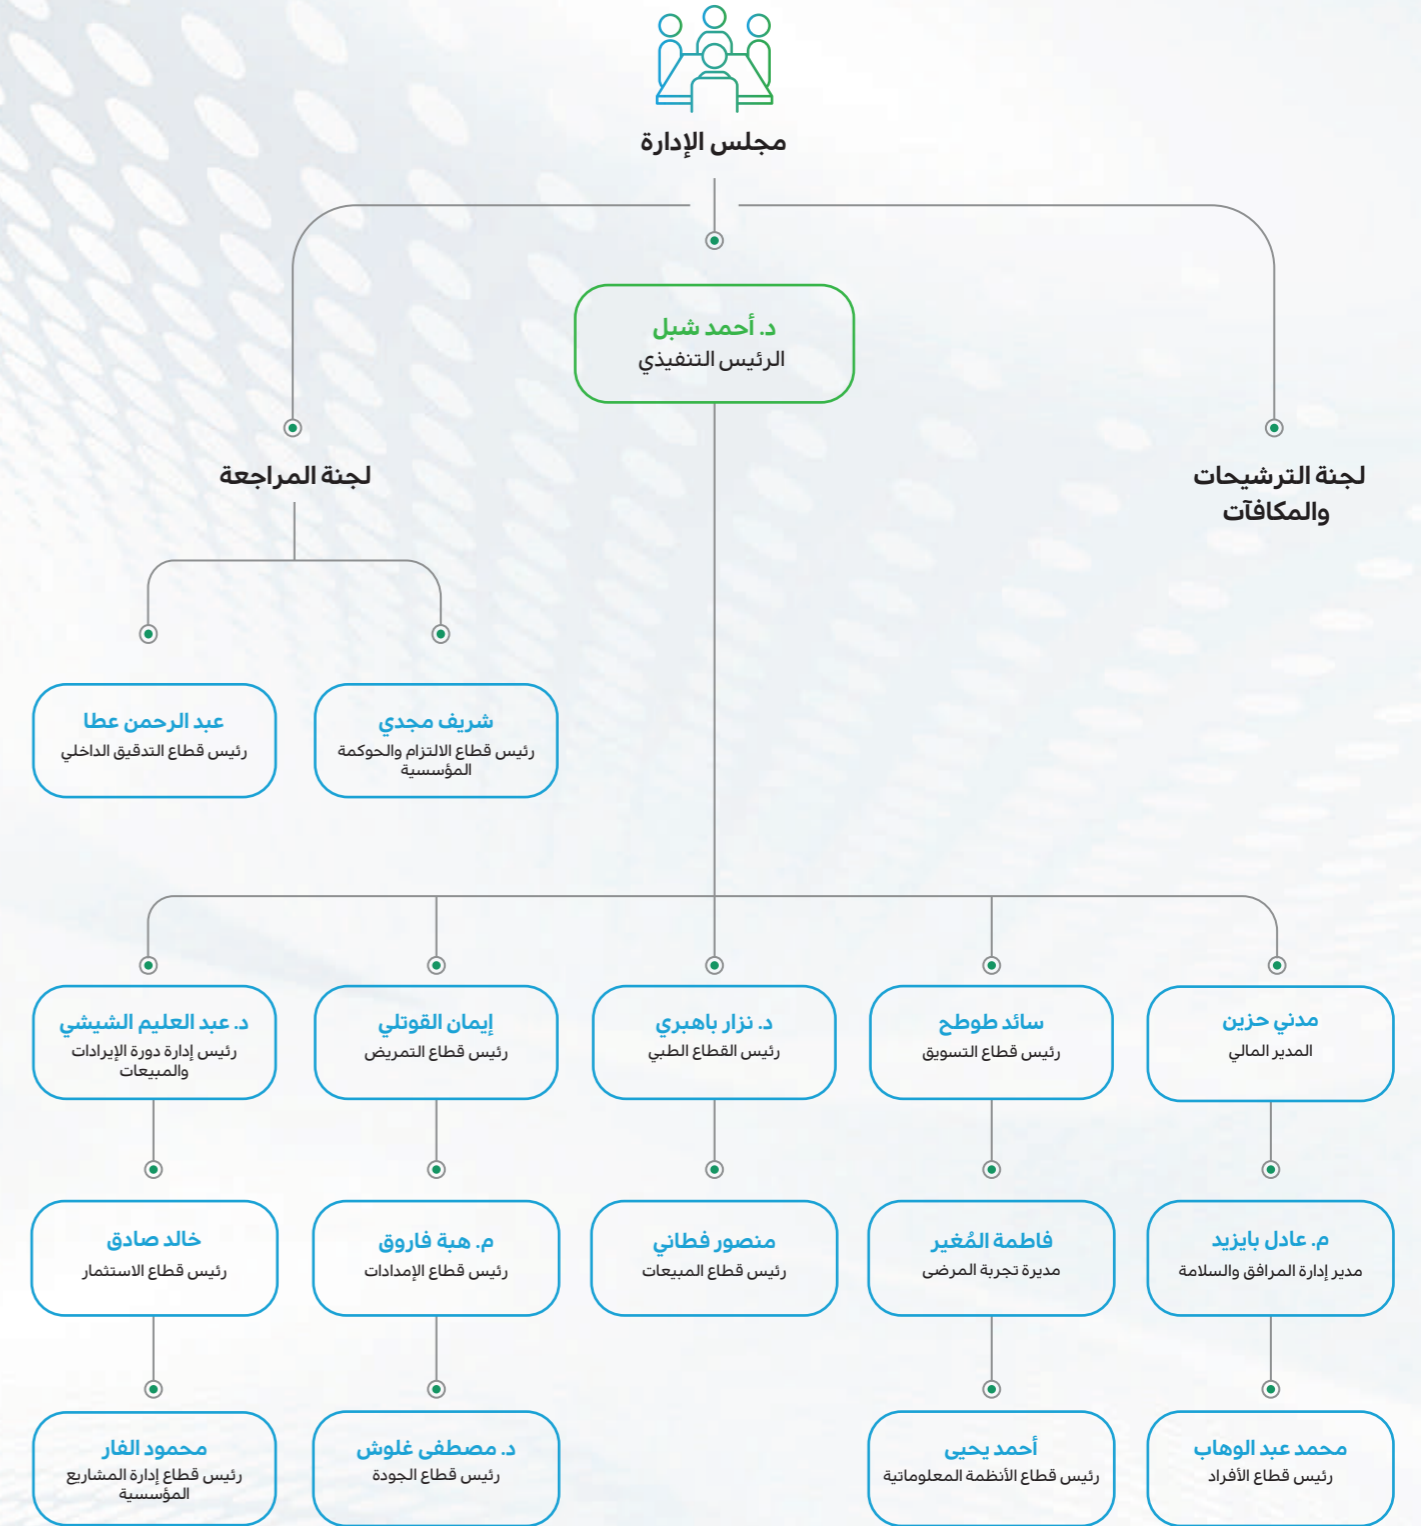 مجلس الإدارة
د. أحمد شبل
الرئيس التنفيذي
لجنة الترشيحات
والمكافآت
لجنة المراجعة
شريف مجدي
رئيس قطاع الالتزام والحوكمة
المؤسسية
عبد الرحمن عطا
رئيس قطاع التدقيق الداخلي
مدني حزين
المدير المالي
سائد طوطح
رئيس قطاع التسويق
د. نزار باهبري
رئيس القطاع الطبي
إيمان القوتلي
رئيس قطاع التمريض
د. عبد العليم الشيشي
رئيس إدارة دورة الإيرادات
والمبيعات
م. عادل بايزيد
مدير إدارة المرافق والسلامة
فاطمة المُغير
مديرة تجربة المرضى
منصور فطاني
رئيس قطاع المبيعات
م. هبة فاروق
رئيس قطاع الإمدادات
خالد صادق
رئيس قطاع الاستثمار
محمد عبد الوهاب
رئيس قطاع الأفراد
أحمد يحيى
رئيس قطاع الأنظمة المعلوماتية
د. مصطفى غلوش
رئيس قطاع الجودة
محمود الفار
رئيس قطاع إدارة المشاريع
المؤسسية